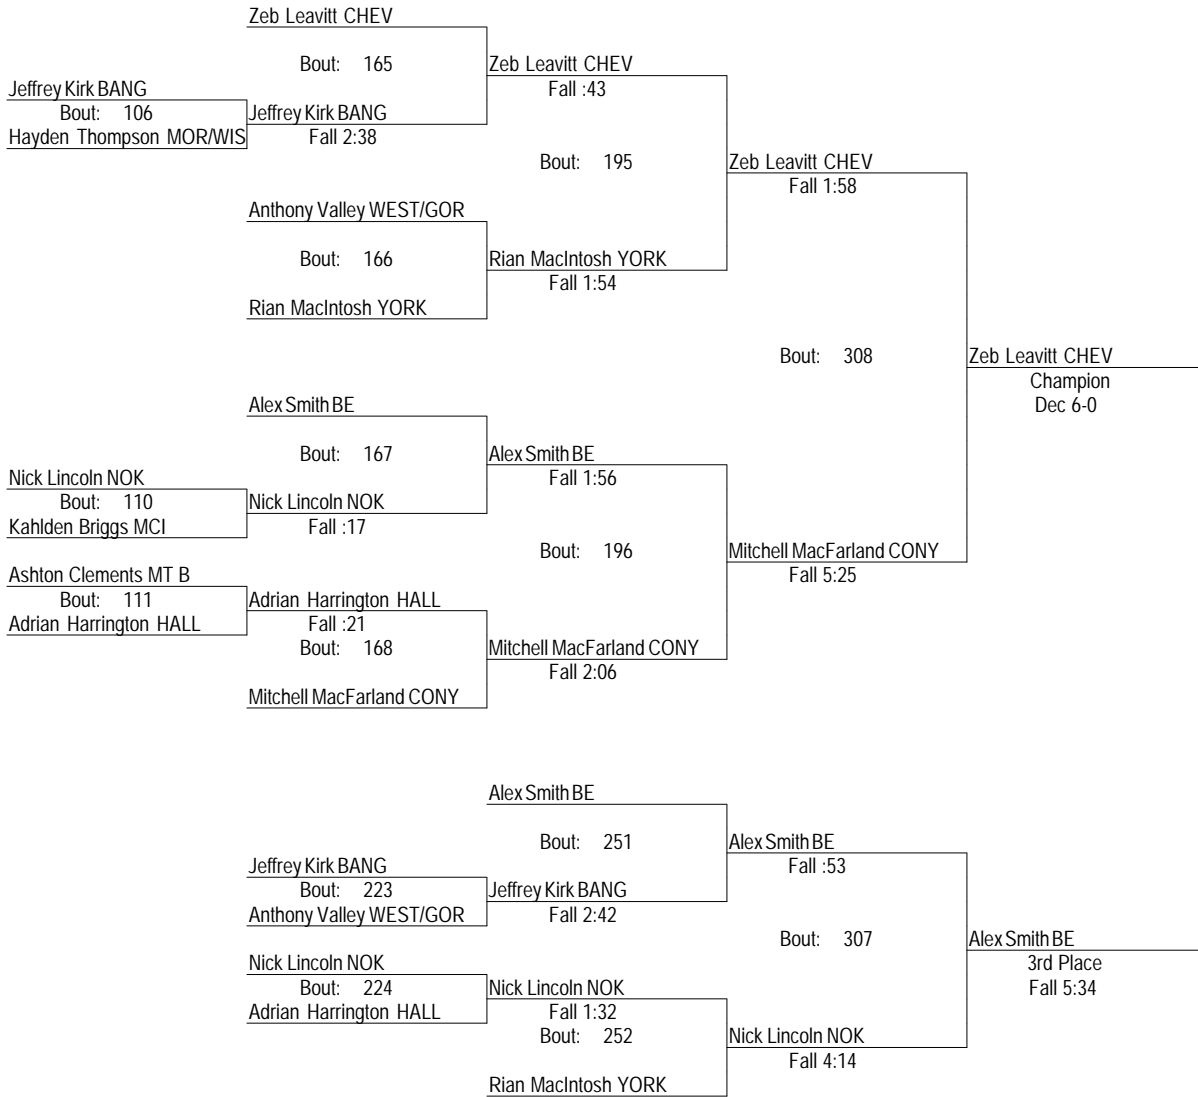 Zeb Leavitt CHEV
Bout: 165
Zeb Leavitt CHEV
Fall :43
Jeffrey Kirk BANG
Bout: 106
Hayden Thompson MOR/WIS
Jeffrey Kirk BANG
Fall 2:38
Bout: 195
Zeb Leavitt CHEV
Fall 1:58
Anthony Valley WEST/GOR
Bout: 166
Rian MacIntosh YORK
Fall 1:54
Rian MacIntosh YORK
Bout: 308
Zeb Leavitt CHEV
Champion
Dec 6-0
Alex Smith BE
Bout: 167
Alex Smith BE
Fall 1:56
Nick Lincoln NOK
Bout: 110
Kahlden Briggs MCI
Nick Lincoln NOK
Fall :17
Bout: 196
Mitchell MacFarland CONY
Fall 5:25
Ashton Clements MT B
Bout: 111
Adrian Harrington HALL
Adrian Harrington HALL
Fall :21
Bout: 168
Mitchell MacFarland CONY
Fall 2:06
Mitchell MacFarland CONY
Alex Smith BE
Bout: 251
Alex Smith BE
Fall :53
Jeffrey Kirk BANG
Bout: 223
Anthony Valley WEST/GOR
Jeffrey Kirk BANG
Fall 2:42
Bout: 307
Alex Smith BE
3rd Place
Fall 5:34
Nick Lincoln NOK
Bout: 224
Adrian Harrington HALL
Nick Lincoln NOK
Fall 1:32
Bout: 252
Nick Lincoln NOK
Fall 4:14
Rian MacIntosh YORK